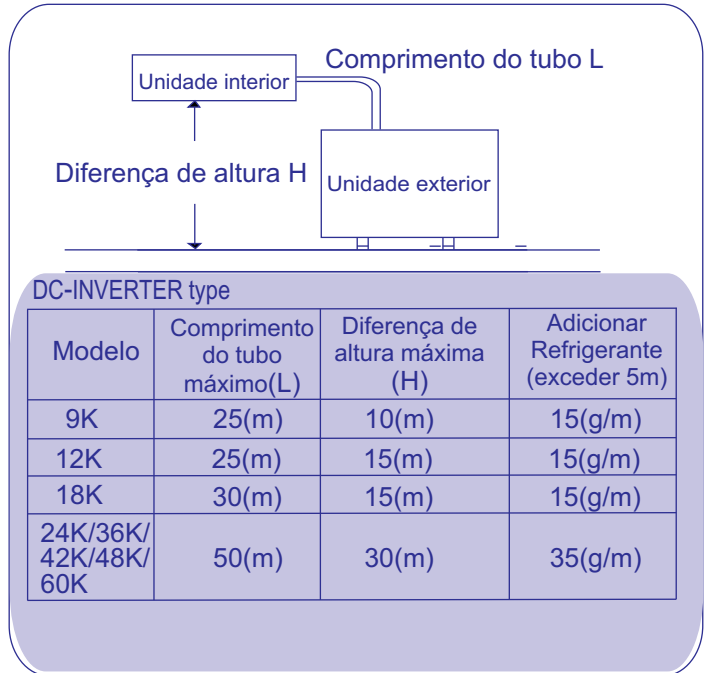 Comprimento do tubo L
Unidade interior
Diferença de altura H
Unidade exterior
DC-INVERTER type
Modelo
Comprimento
do tubo
máximo(L)
Diferença de
altura máxima
(H)
Adicionar
Refrigerante
(exceder 5m)
9K
25(m)
10(m)
15(g/m)
12K
25(m)
15(m)
15(g/m)
18K
30(m)
15(m)
15(g/m)
24K/36K/
42K/48K/
60K
50(m)
30(m)
35(g/m)